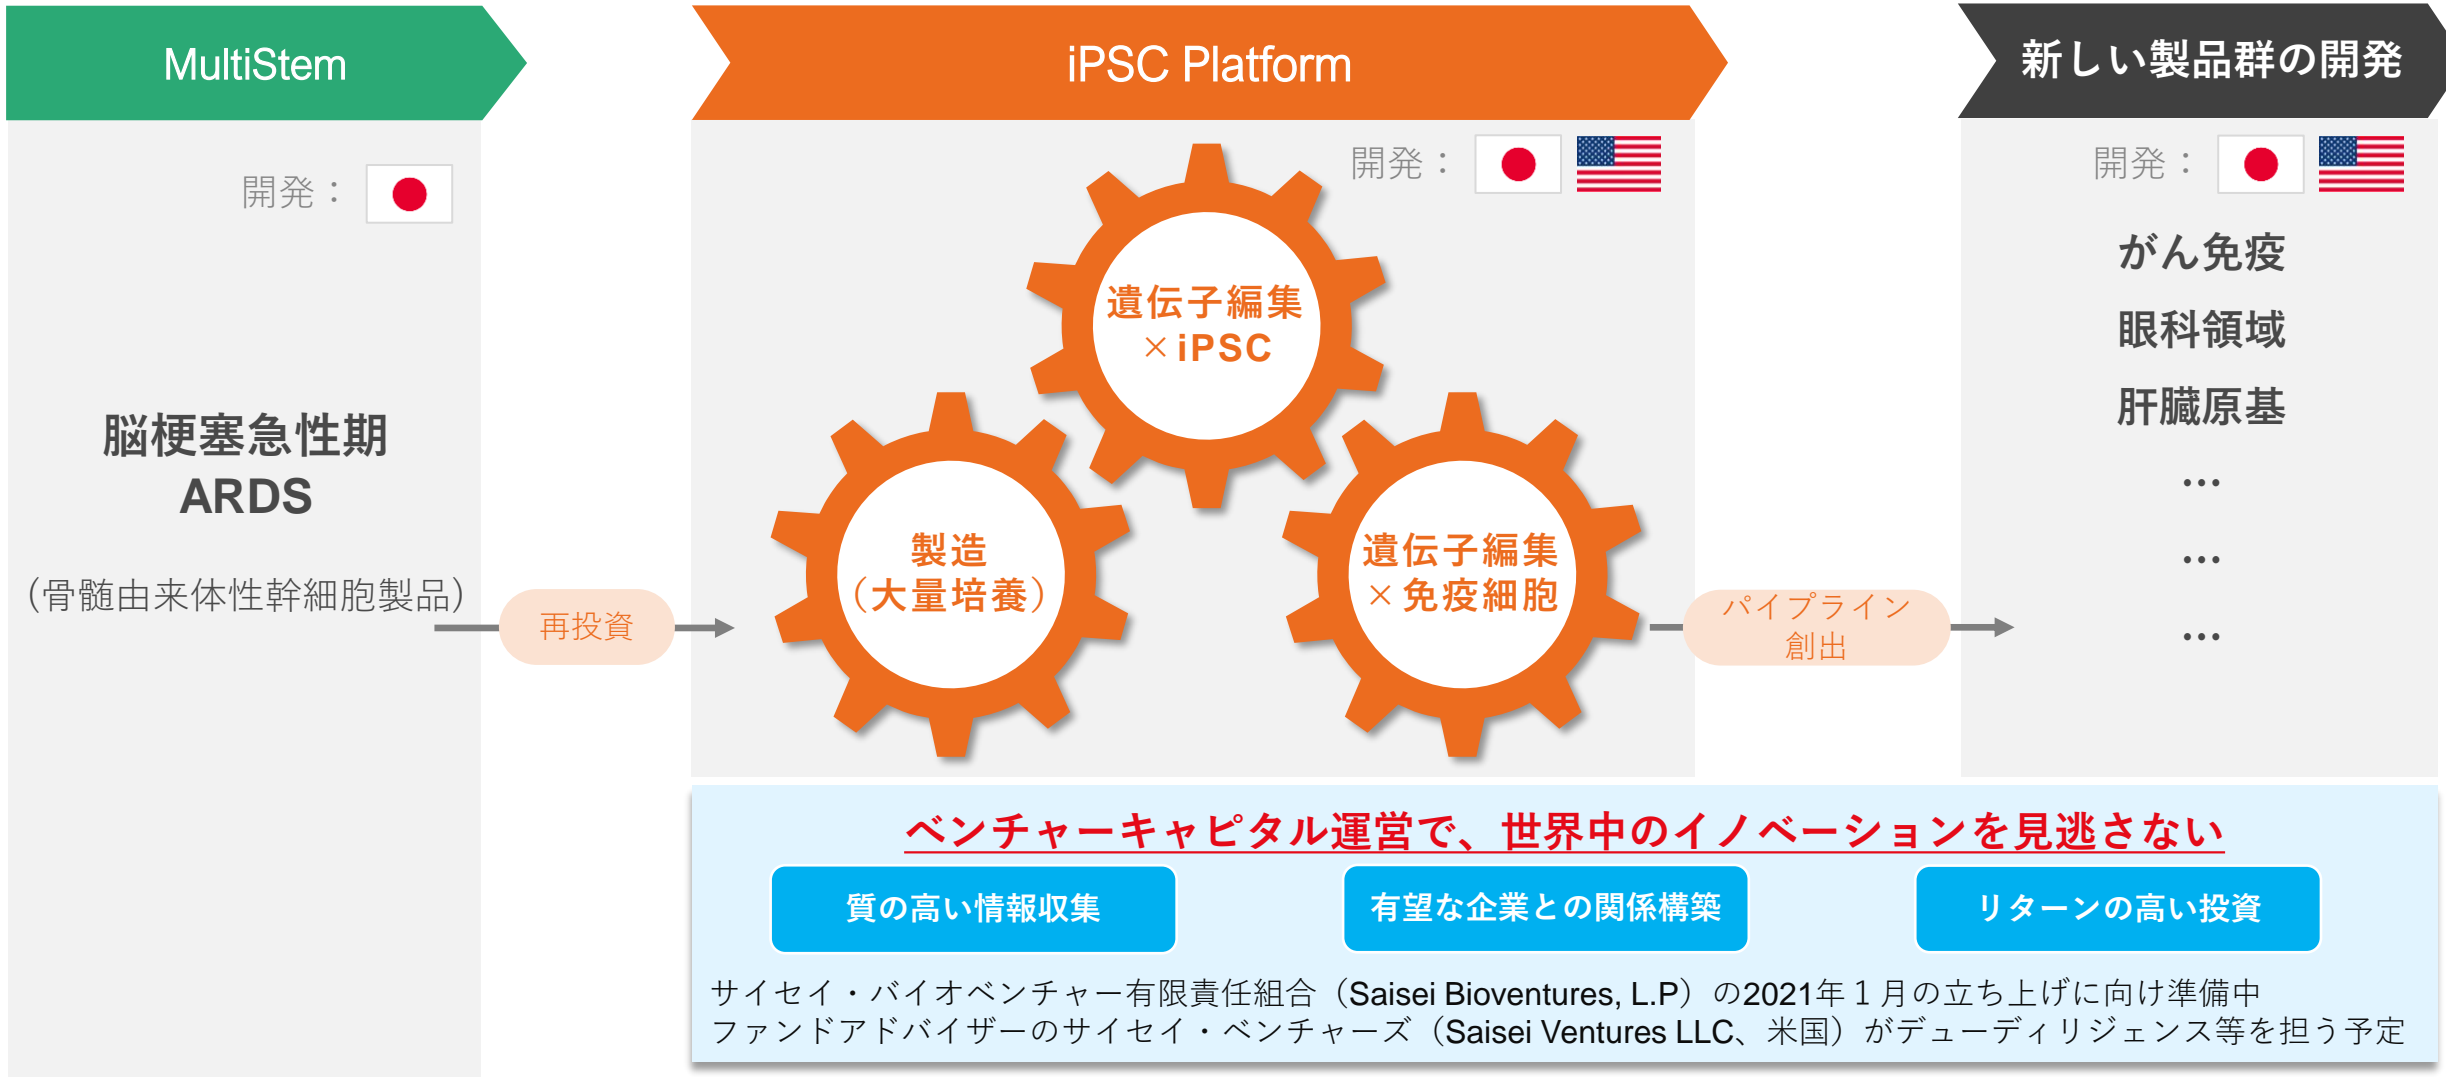 MultiStem
開発：
脳梗塞急性期
ARDS
（骨髄由来体性幹細胞製品）
再投資
iPSC Platform
開発：
遺伝子編集
×iPSC
製造
（大量培養）
遺伝子編集
×免疫細胞
パイプライン
創出
新しい製品群の開発
開発：
がん免疫
眼科領域
肝臓原基
…
…
…
ベンチャーキャピタル運営で、世界中のイノベーションを見逃さない
質の高い情報収集
有望な企業との関係構築
リターンの高い投資
サイセイ・バイオベンチャー有限責任組合（Saisei Bioventures, L.P）の2021年１月の立ち上げに向け準備中
ファンドアドバイザーのサイセイ・ベンチャーズ（Saisei Ventures LLC、米国）がデューディリジェンス等を担う予定